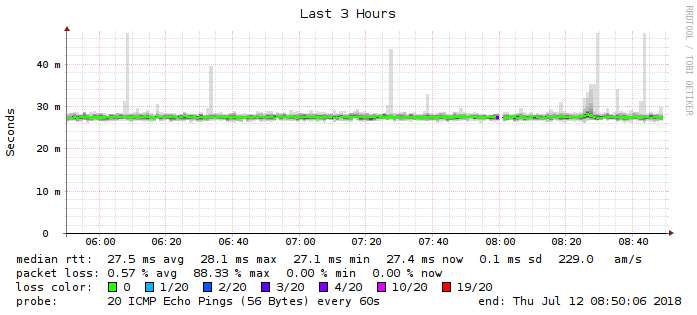 Last 3 Hours
RRDTOOL / TOBI OETIKER
Seconds
40 m
30 m
20 m
10 m
0
06:00 06:20 06:40 07:00 07:20 07:40 08:00 08:20 08:40
median rtt: 27.5 ms avg 28.1 ms max 27.1 ms min 27.4 ms now 0.1 ms sd 229.0 am/s
packet loss: 0.57 % avg 88.33 % max 0.00 % min 0.00 % now
loss color: 0 1/20 2/20 3/20 4/20 10/20 19/20
probe: 20 ICMP Echo Pings (56 Bytes) every 60s end: Thu Jul 12 08:50:06 2018